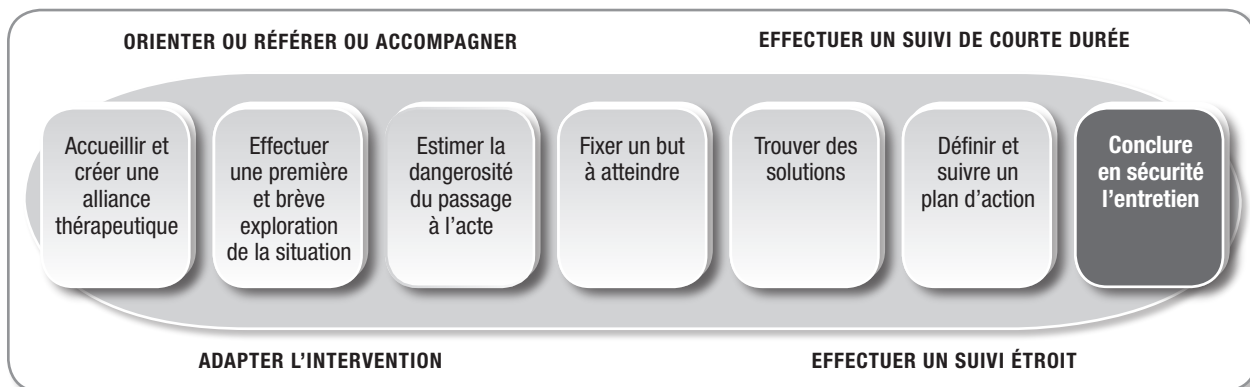 ORIENTER OU RÉFÉRER OU ACCOMPAGNER
EFFECTUER UN SUIVI DE COURTE DURÉE
Accueillir et
créer une
alliance
thérapeutique
Effectuer
une première
et brève
exploration
de la situation
Estimer la
dangerosité
du passage
à l’acte
Fixer un but
à atteindre
Trouver des
solutions
Définir et
suivre un
plan d’action
Conclure
en sécurité
l’entretien
ADAPTER L’INTERVENTION
EFFECTUER UN SUIVI ÉTROIT